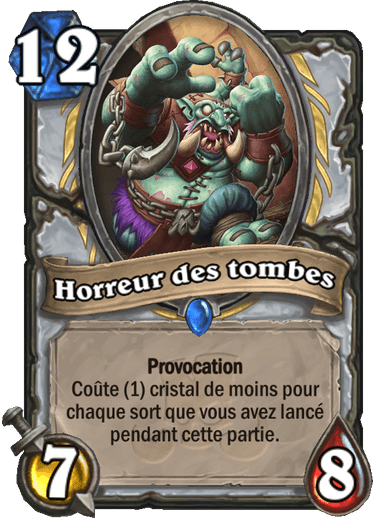 12
Horreur des tombes
Provocation
Coûte (1) cristal de moins pour
chaque sort que vous avez lancé
pendant cette partie.
7
8